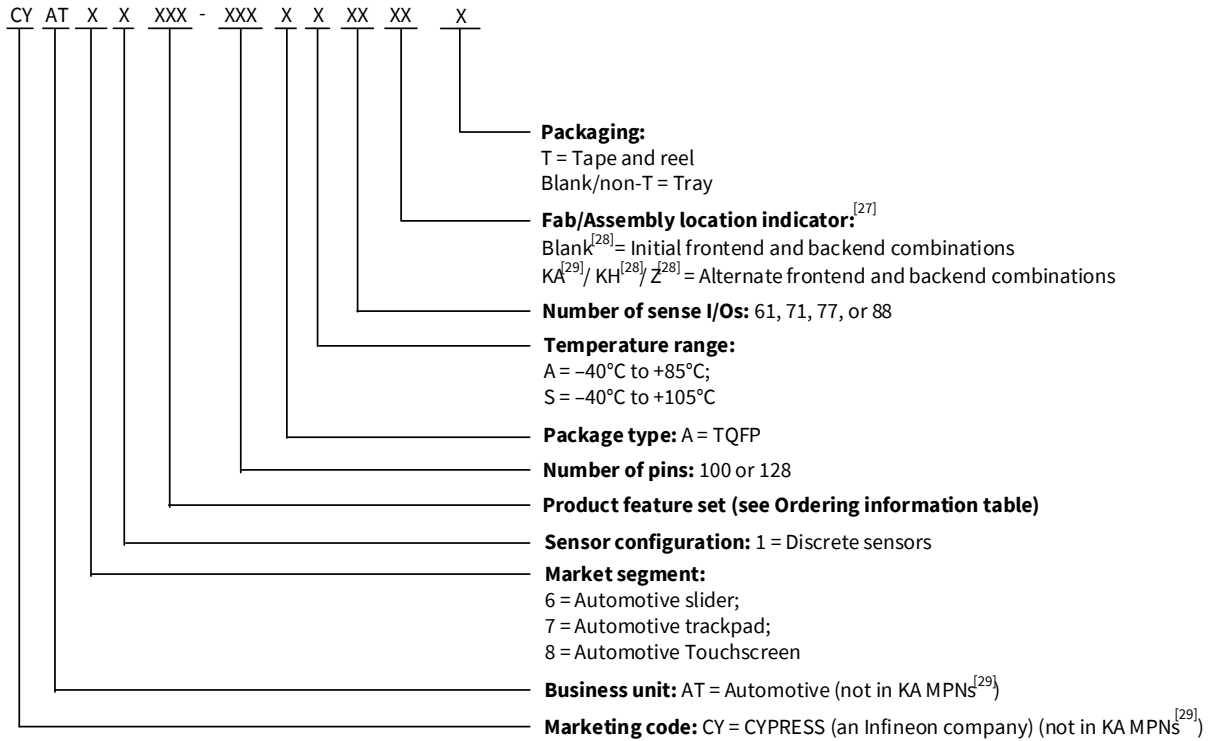 CY AT X X XXX - XXX X X XX XX X
Packaging:
T = Tape and reel
Blank/non-T = Tray
Fab/Assembly location indicator:[27]
Blank[28] = Initial frontend and backend combinations
KA[29]/ KH[28]/ Z[28] = Alternate frontend and backend combinations
Number of sense I/Os: 61, 71, 77, or 88
Temperature range:
A = –40°C to +85°C;
S = –40°C to +105°C
Package type: A = TQFP
Number of pins: 100 or 128
Product feature set (see Ordering information table)
Sensor configuration: 1 = Discrete sensors
Market segment:
6 = Automotive slider;
7 = Automotive trackpad;
8 = Automotive Touchscreen
Business unit: AT = Automotive (not in KA MPNs[29])
Marketing code: CY = CYPRESS (an Infineon company) (not in KA MPNs[29])